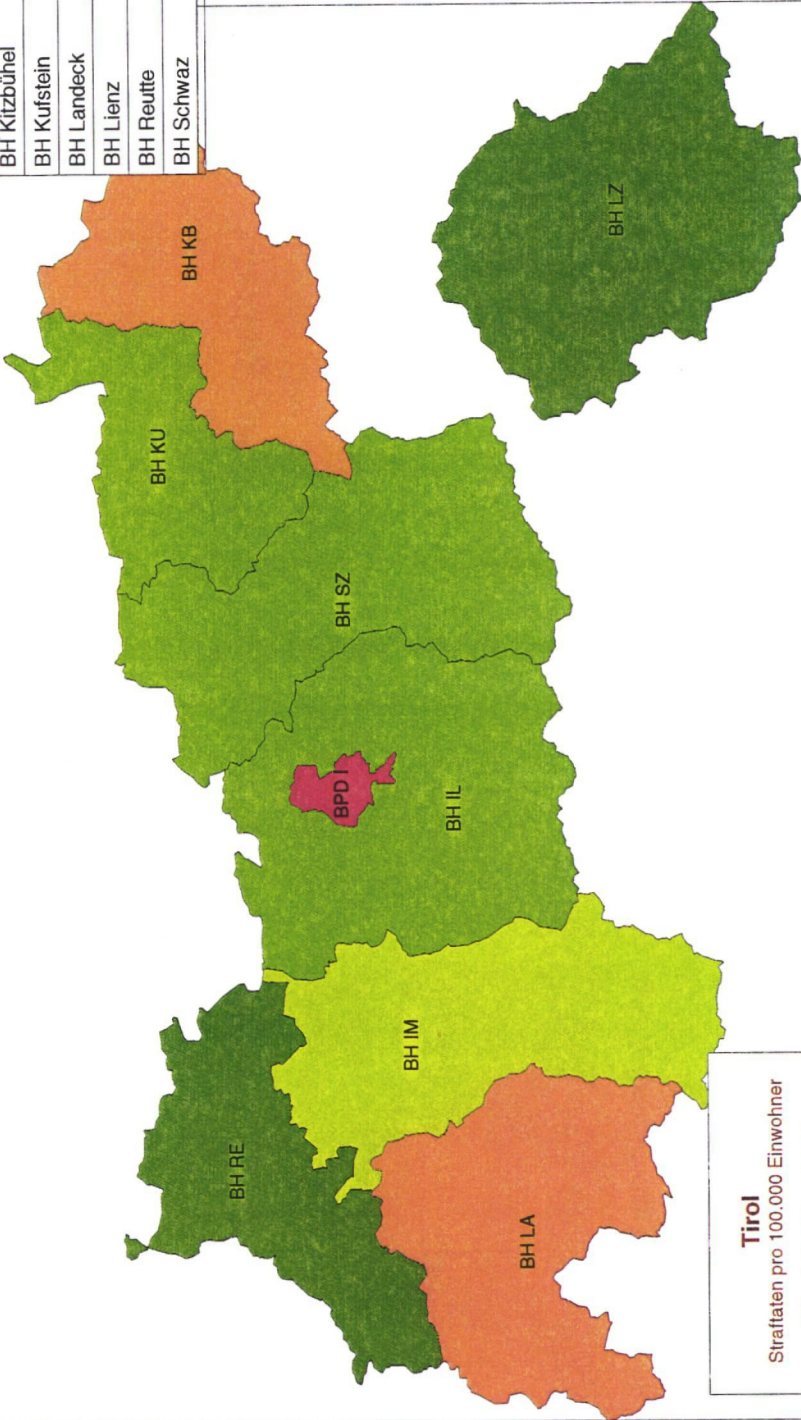 BH Kitzbühel
BH Kufstein
BH Landeck
BH Lienz
BH Reutte
BH Schwaz
BH KB
BH KU
BH LZ
BH SZ
BPD I
BH IL
BH IM
BH RE
BH LA
Tirol
Straftaten pro 100.000 Einwohner